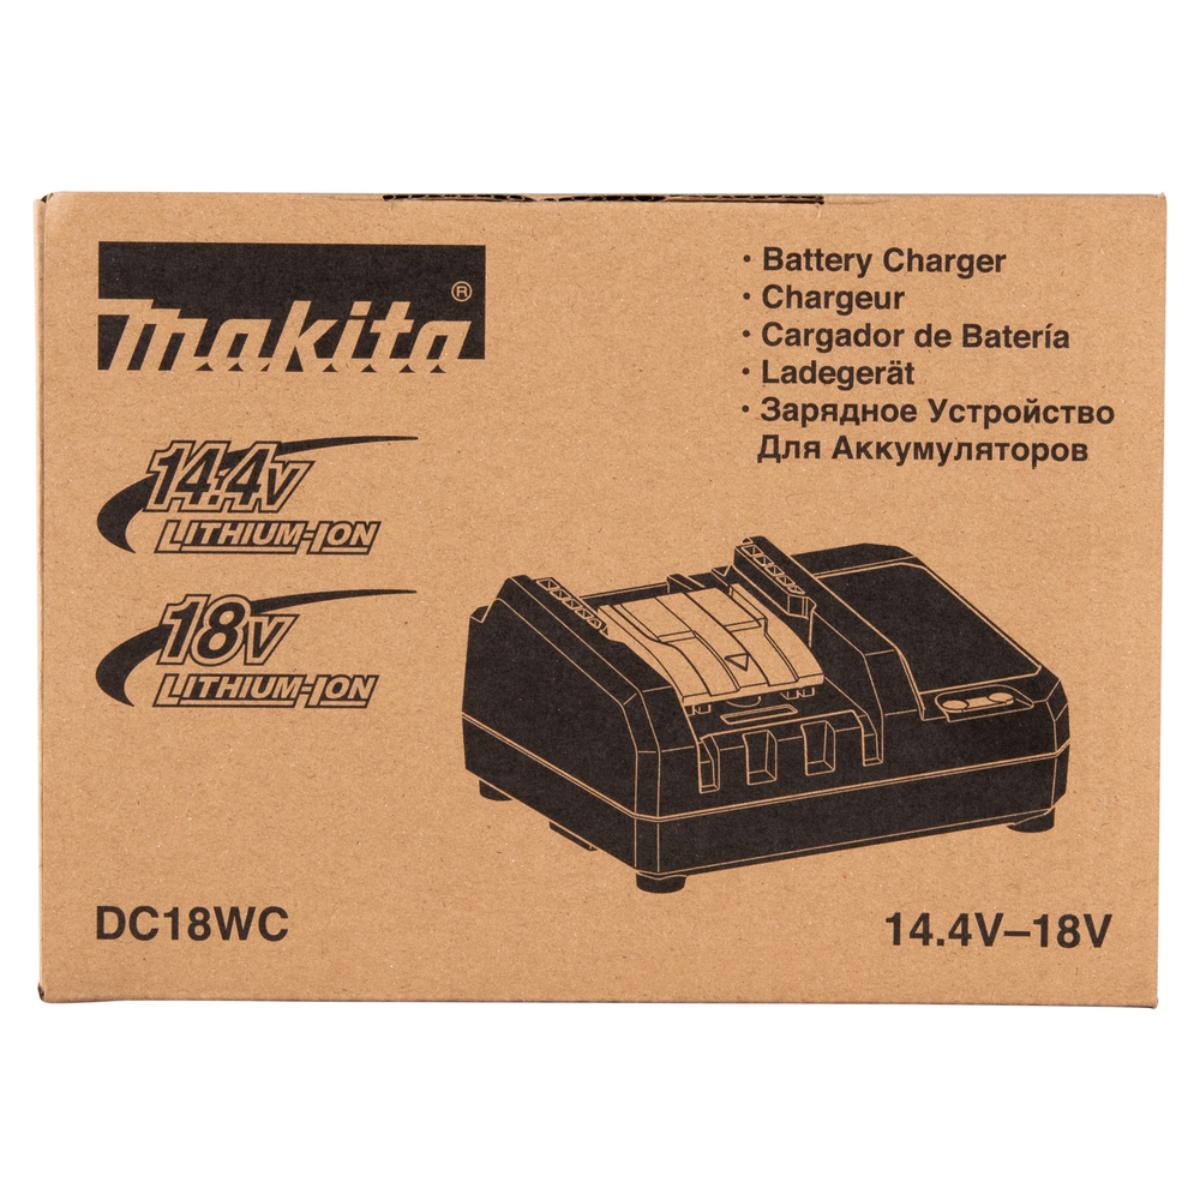 makita®
14.4V
LITHIUM-ION
18V
LITHIUM-ION
• Battery Charger
• Chargeur
• Cargador de Batería
• Ladegerät
• Зарядное Устройство
Для Аккумуляторов
DC18WC
14.4V–18V